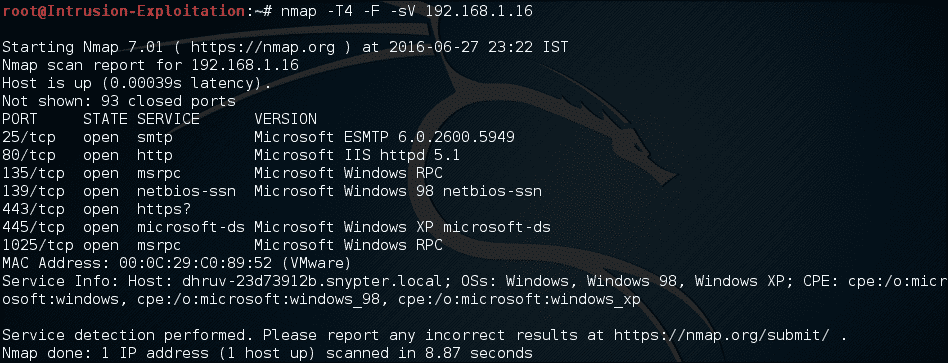 root@Intrusion-Exploitation:~# nmap -T4 -F -sV 192.168.1.16
Starting Nmap 7.01 ( https://nmap.org ) at 2016-06-27 23:22 IST
Nmap scan report for 192.168.1.16
Host is up (0.00039s latency).
Not shown: 93 closed ports
PORT     STATE SERVICE      VERSION
25/tcp   open  smtp         Microsoft ESMTP 6.0.2600.5949
80/tcp   open  http         Microsoft IIS httpd 5.1
135/tcp  open  msrpc        Microsoft Windows RPC
139/tcp  open  netbios-ssn  Microsoft Windows 98 netbios-ssn
443/tcp  open  https?
445/tcp  open  microsoft-ds Microsoft Windows XP microsoft-ds
1025/tcp open  msrpc        Microsoft Windows RPC
MAC Address: 00:0C:29:C0:89:52 (VMware)
Service Info: Host: dhruv-23d73912b.snypter.local; OSs: Windows, Windows 98, Windows XP; CPE: cpe:/o:micr
osoft:windows, cpe:/o:microsoft:windows_98, cpe:/o:microsoft:windows_xp
Service detection performed. Please report any incorrect results at https://nmap.org/submit/ .
Nmap done: 1 IP address (1 host up) scanned in 8.87 seconds